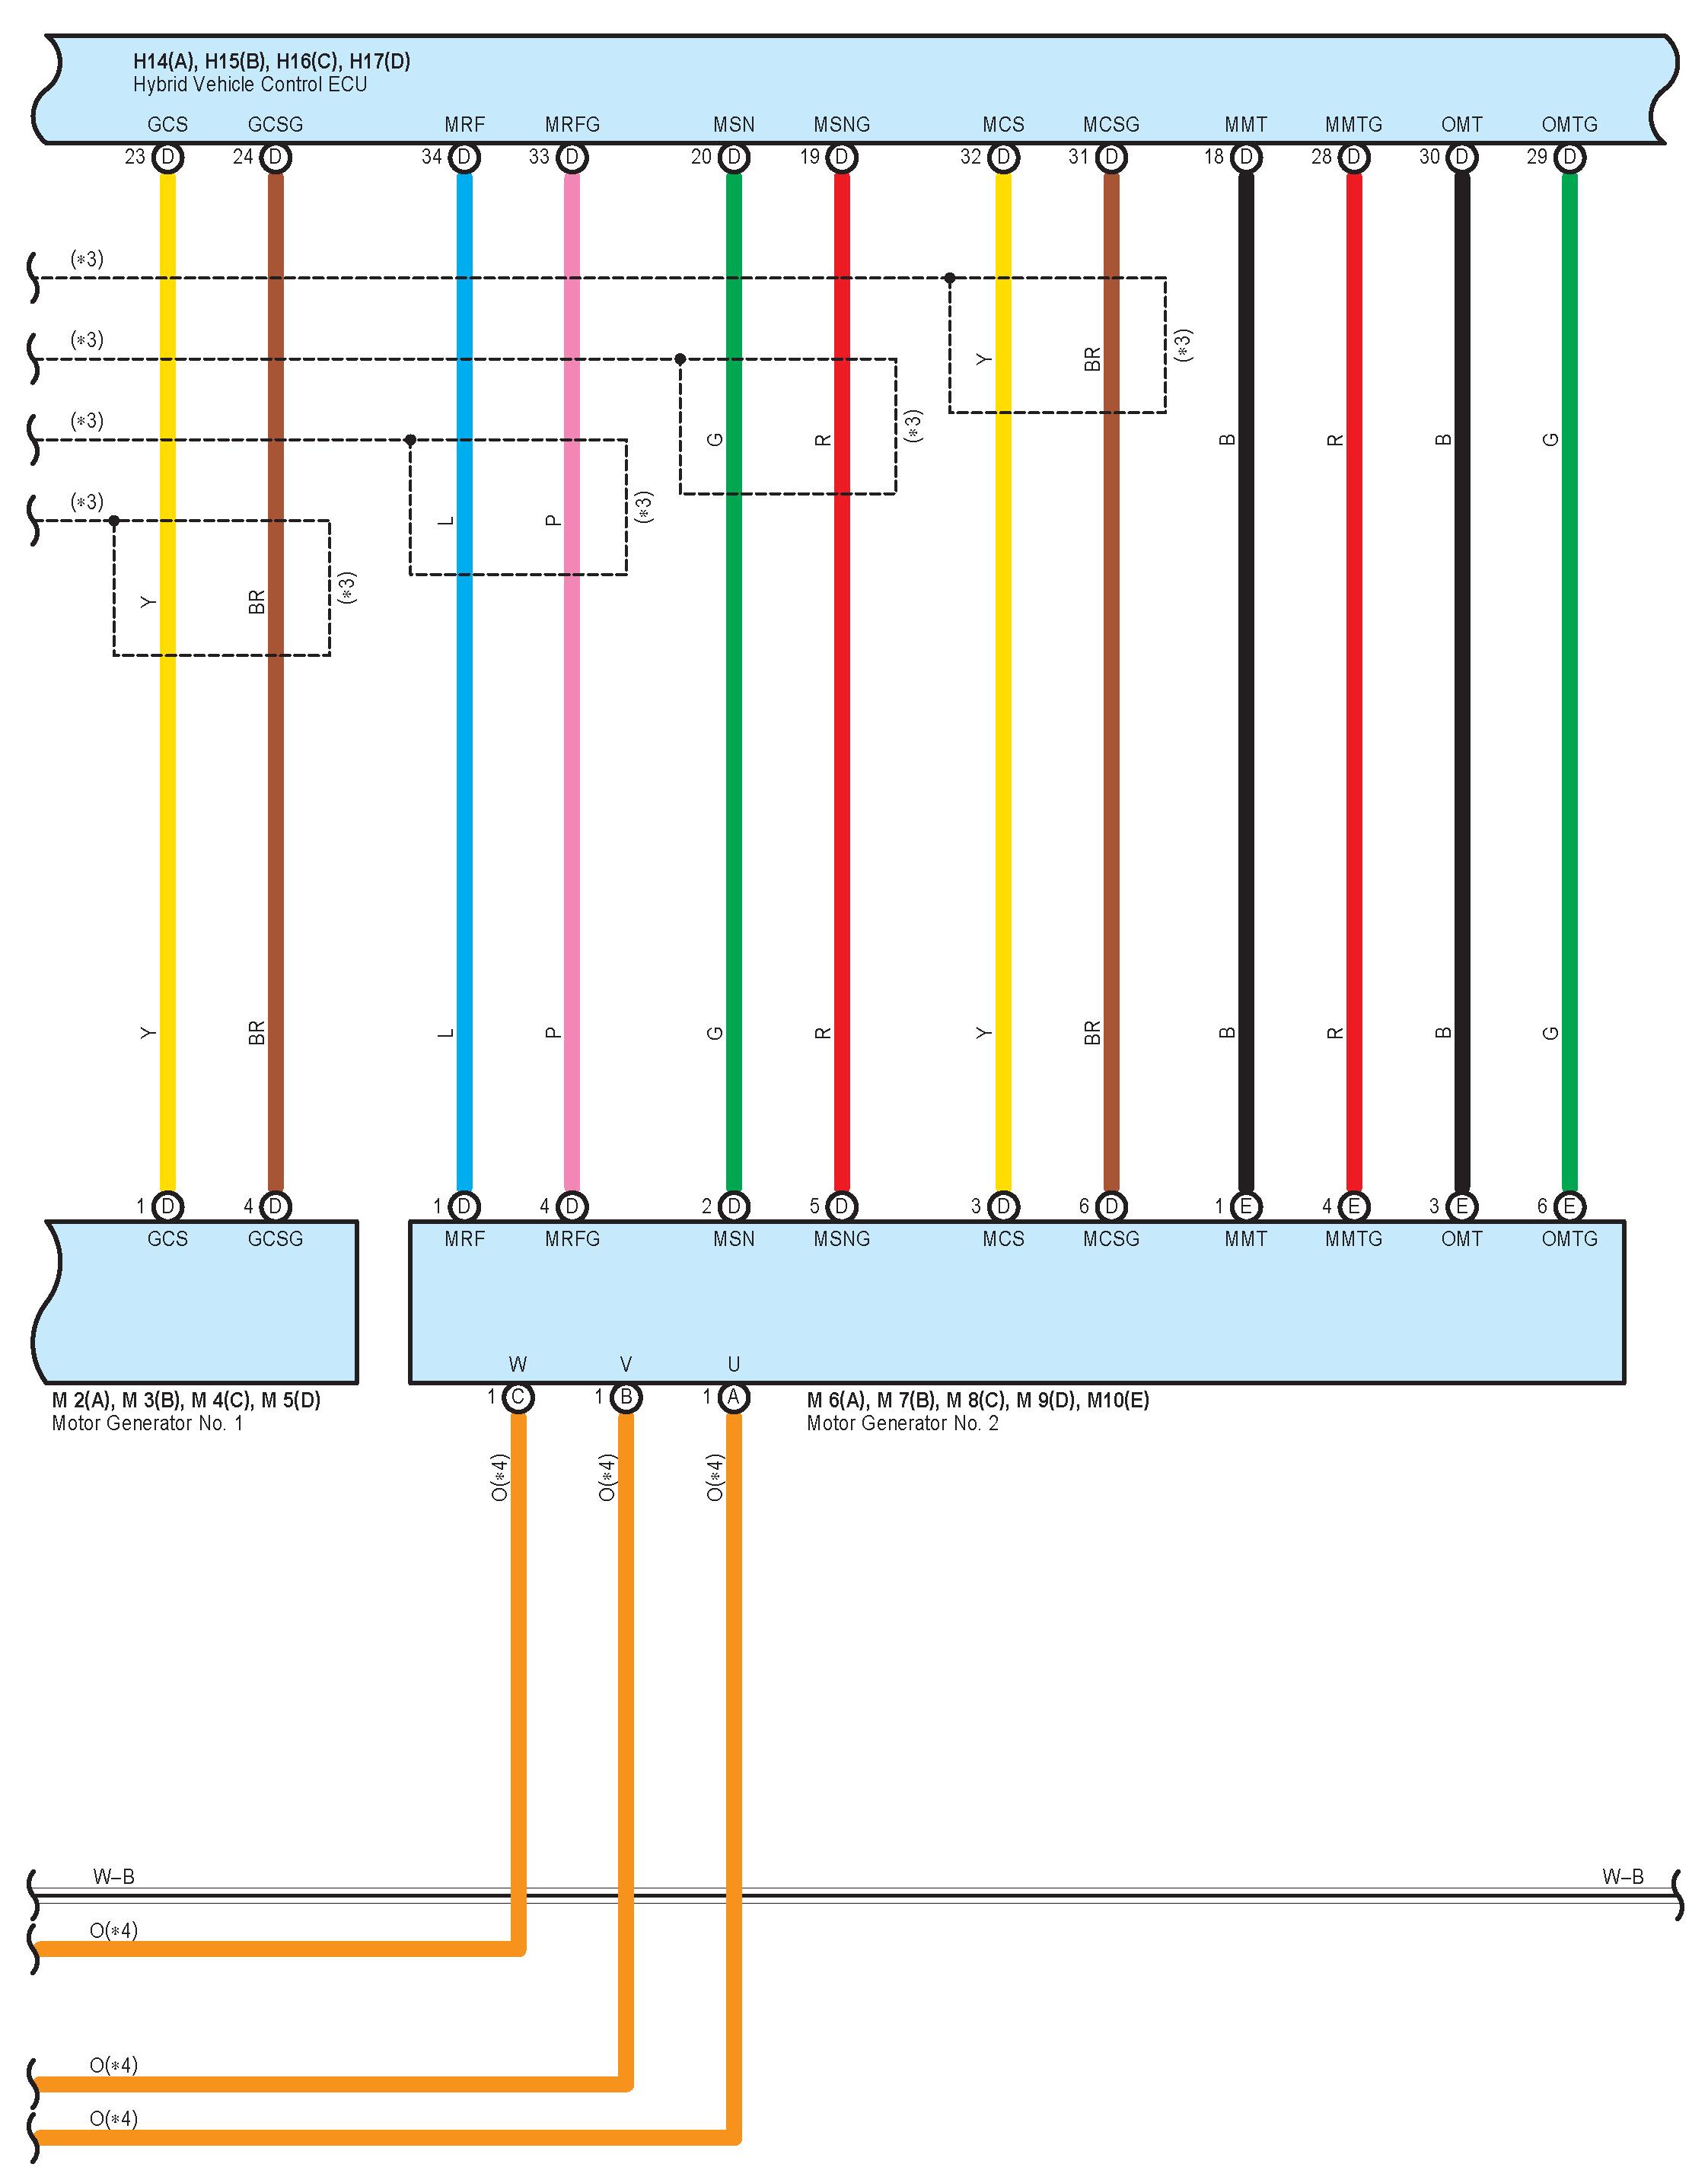 H14(A), H15(B), H16(C), H17(D)
Hybrid Vehicle Control ECU
GCS GCSG MRF MRFG MSN MSNG MCS MCSG MMT MMTG OMT OMTG
23 D 24 D 34 D 33 D 20 D 19 D 32 D 31 D 18 D 28 D 30 D 29 D
(*3)
(*3)
Y BR (*3)
(*3)
G R (*3) B R B G
(*3)
L P (*3)
Y BR (*3)
Y BR L P G R Y BR B R B G
1 D 4 D 1 D 4 D 2 D 5 D 3 D 6 D 1 E 4 E 3 E 6 E
GCS GCSG MRF MRFG MSN MSNG MCS MCSG MMT MMTG OMT OMTG
W V U
1 C 1 B 1 A
M 2(A), M 3(B), M 4(C), M 5(D)
Motor Generator No. 1
M 6(A), M 7(B), M 8(C), M 9(D), M10(E)
Motor Generator No. 2
O(*4) O(*4) O(*4)
W–B W–B
O(*4)
O(*4)
O(*4)